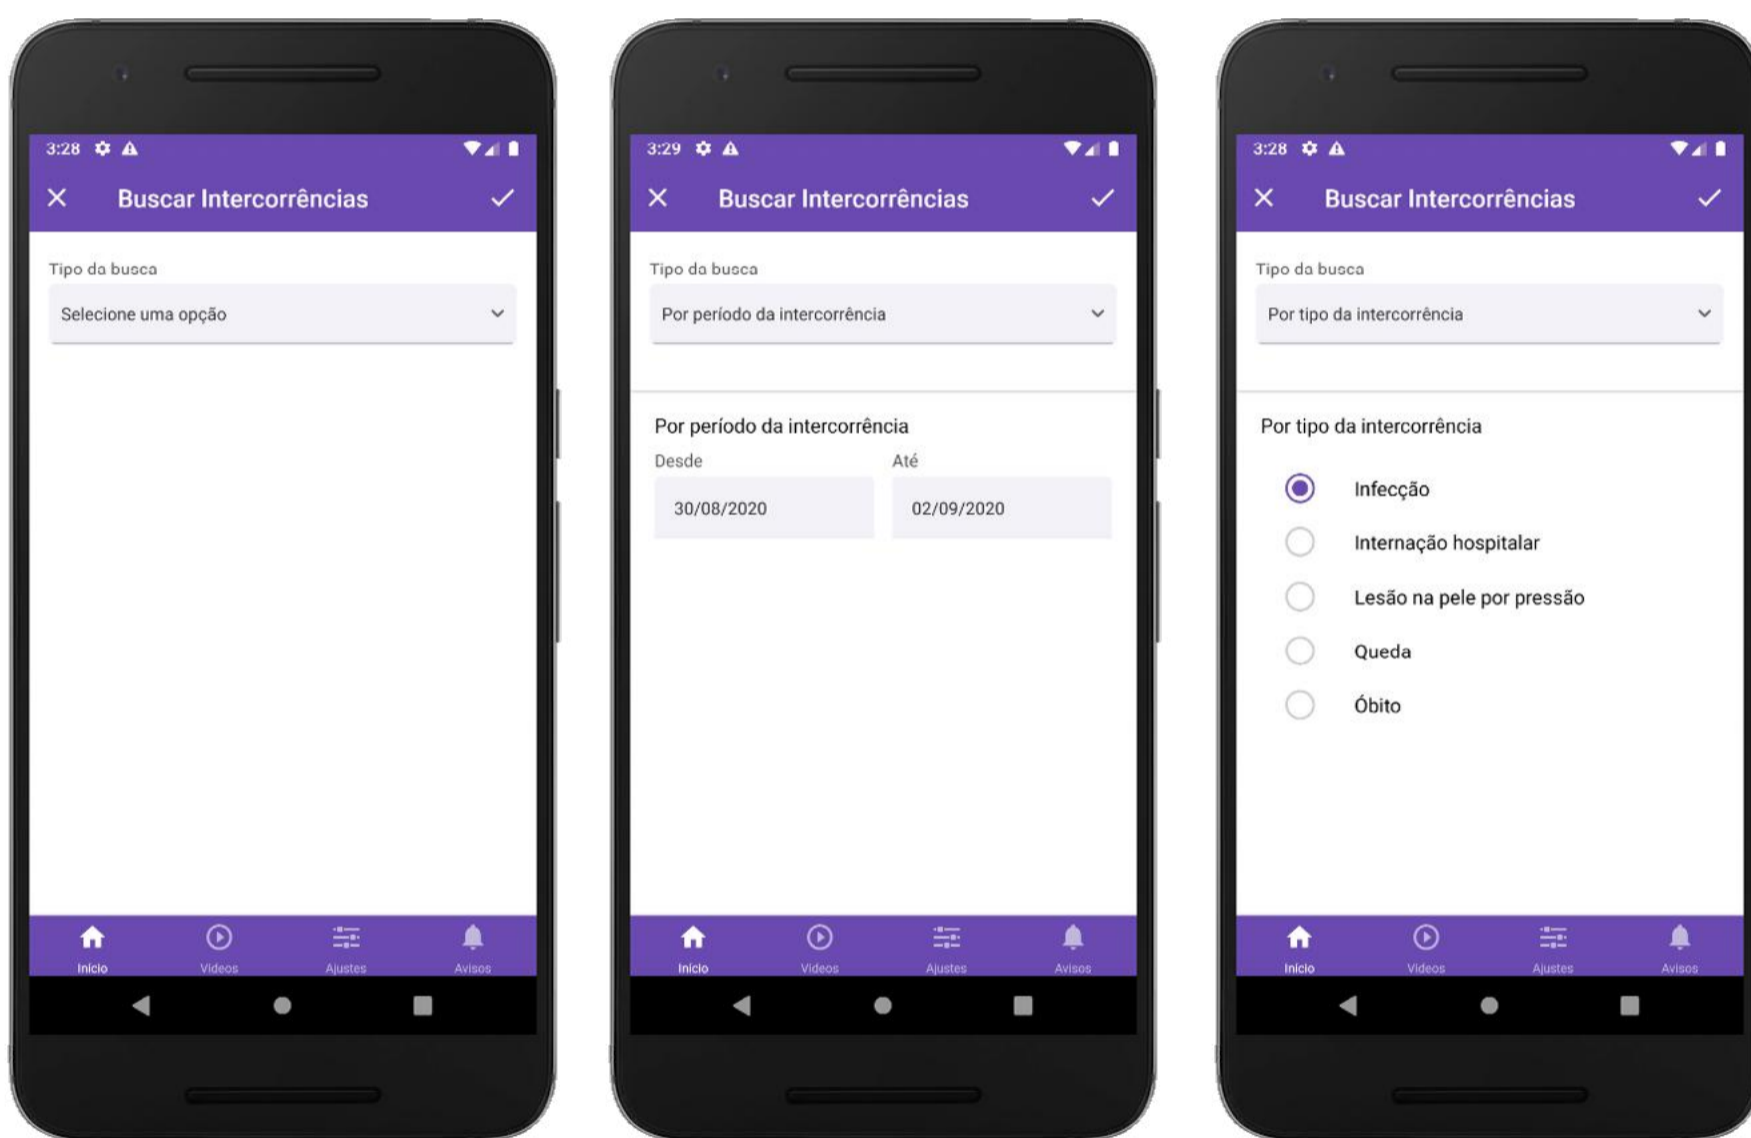 3:28
Buscar Intercorrências
Tipo da busca
Selecione uma opção
Início
Videos
Ajustes
Avisos
3:29
Buscar Intercorrências
Tipo da busca
Por período da intercorrência
Por período da intercorrência
Desde
Até
30/08/2020
02/09/2020
Início
Videos
Ajustes
Avisos
3:28
Buscar Intercorrências
Tipo da busca
Por tipo da intercorrência
Por tipo da intercorrência
Infecção
Internação hospitalar
Lesão na pele por pressão
Queda
Óbito
Início
Videos
Ajustes
Avisos